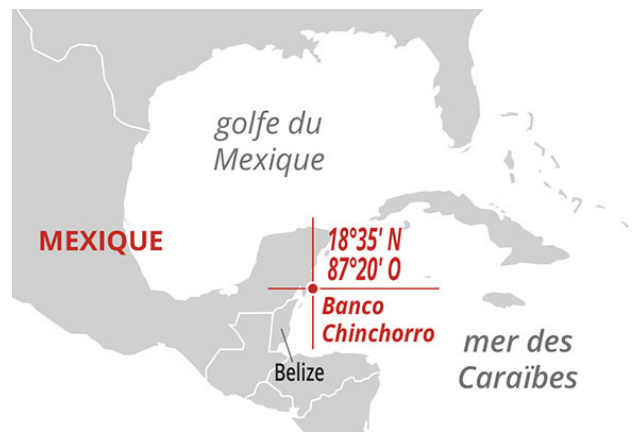 golfe du
Mexique
MEXIQUE
18°35' N
87°20' O
Banco
Chinchorro
Belize
mer des
Caraïbes